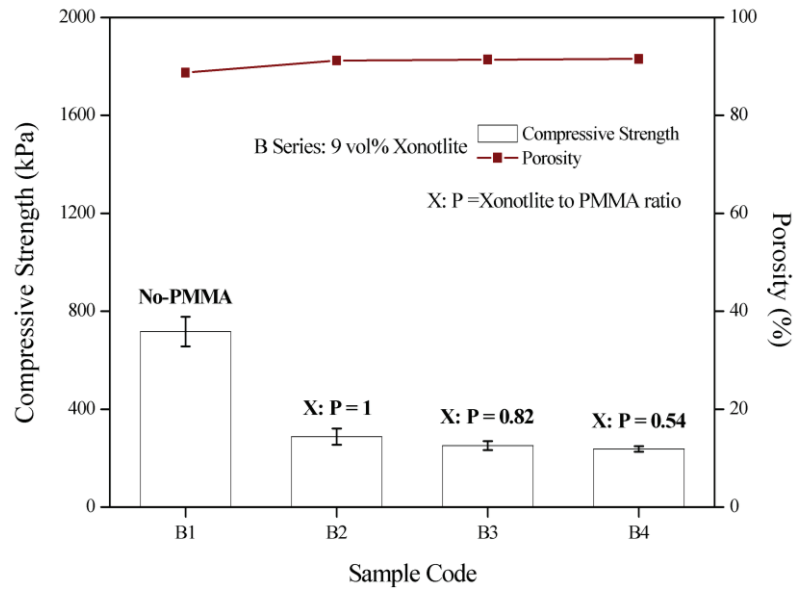 2000
1600
1200
800
400
0
Compressive Strength (kPa)
100
80
60
40
20
0
Porosity (%)
B Series: 9 vol% Xonotlite
Compressive Strength
Porosity
X: P =Xonotlite to PMMA ratio
No-PMMA
X: P = 1
X: P = 0.82
X: P = 0.54
B1
B2
B3
B4
Sample Code